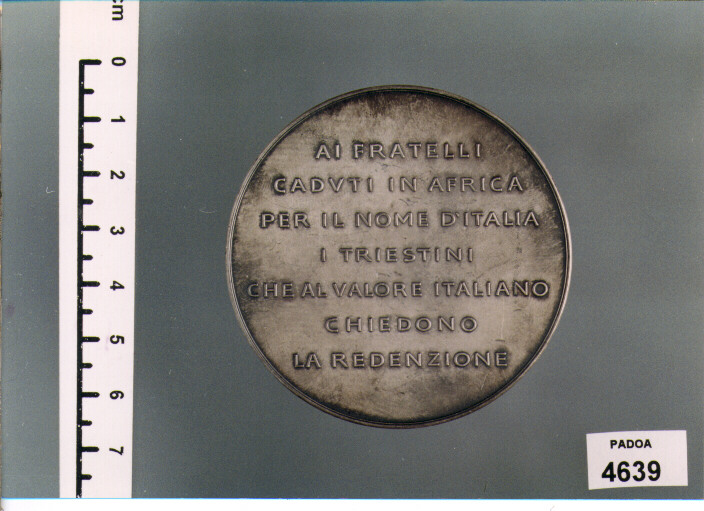 cm
0
1
2
3
4
5
6
7
AI FRATELLI
CADVTI IN AFRICA
PER IL NOME D'ITALIA
I TRIESTINI
CHE AL VALORE ITALIANO
CHIEDONO
LA REDENZIONE
PADOA
4639